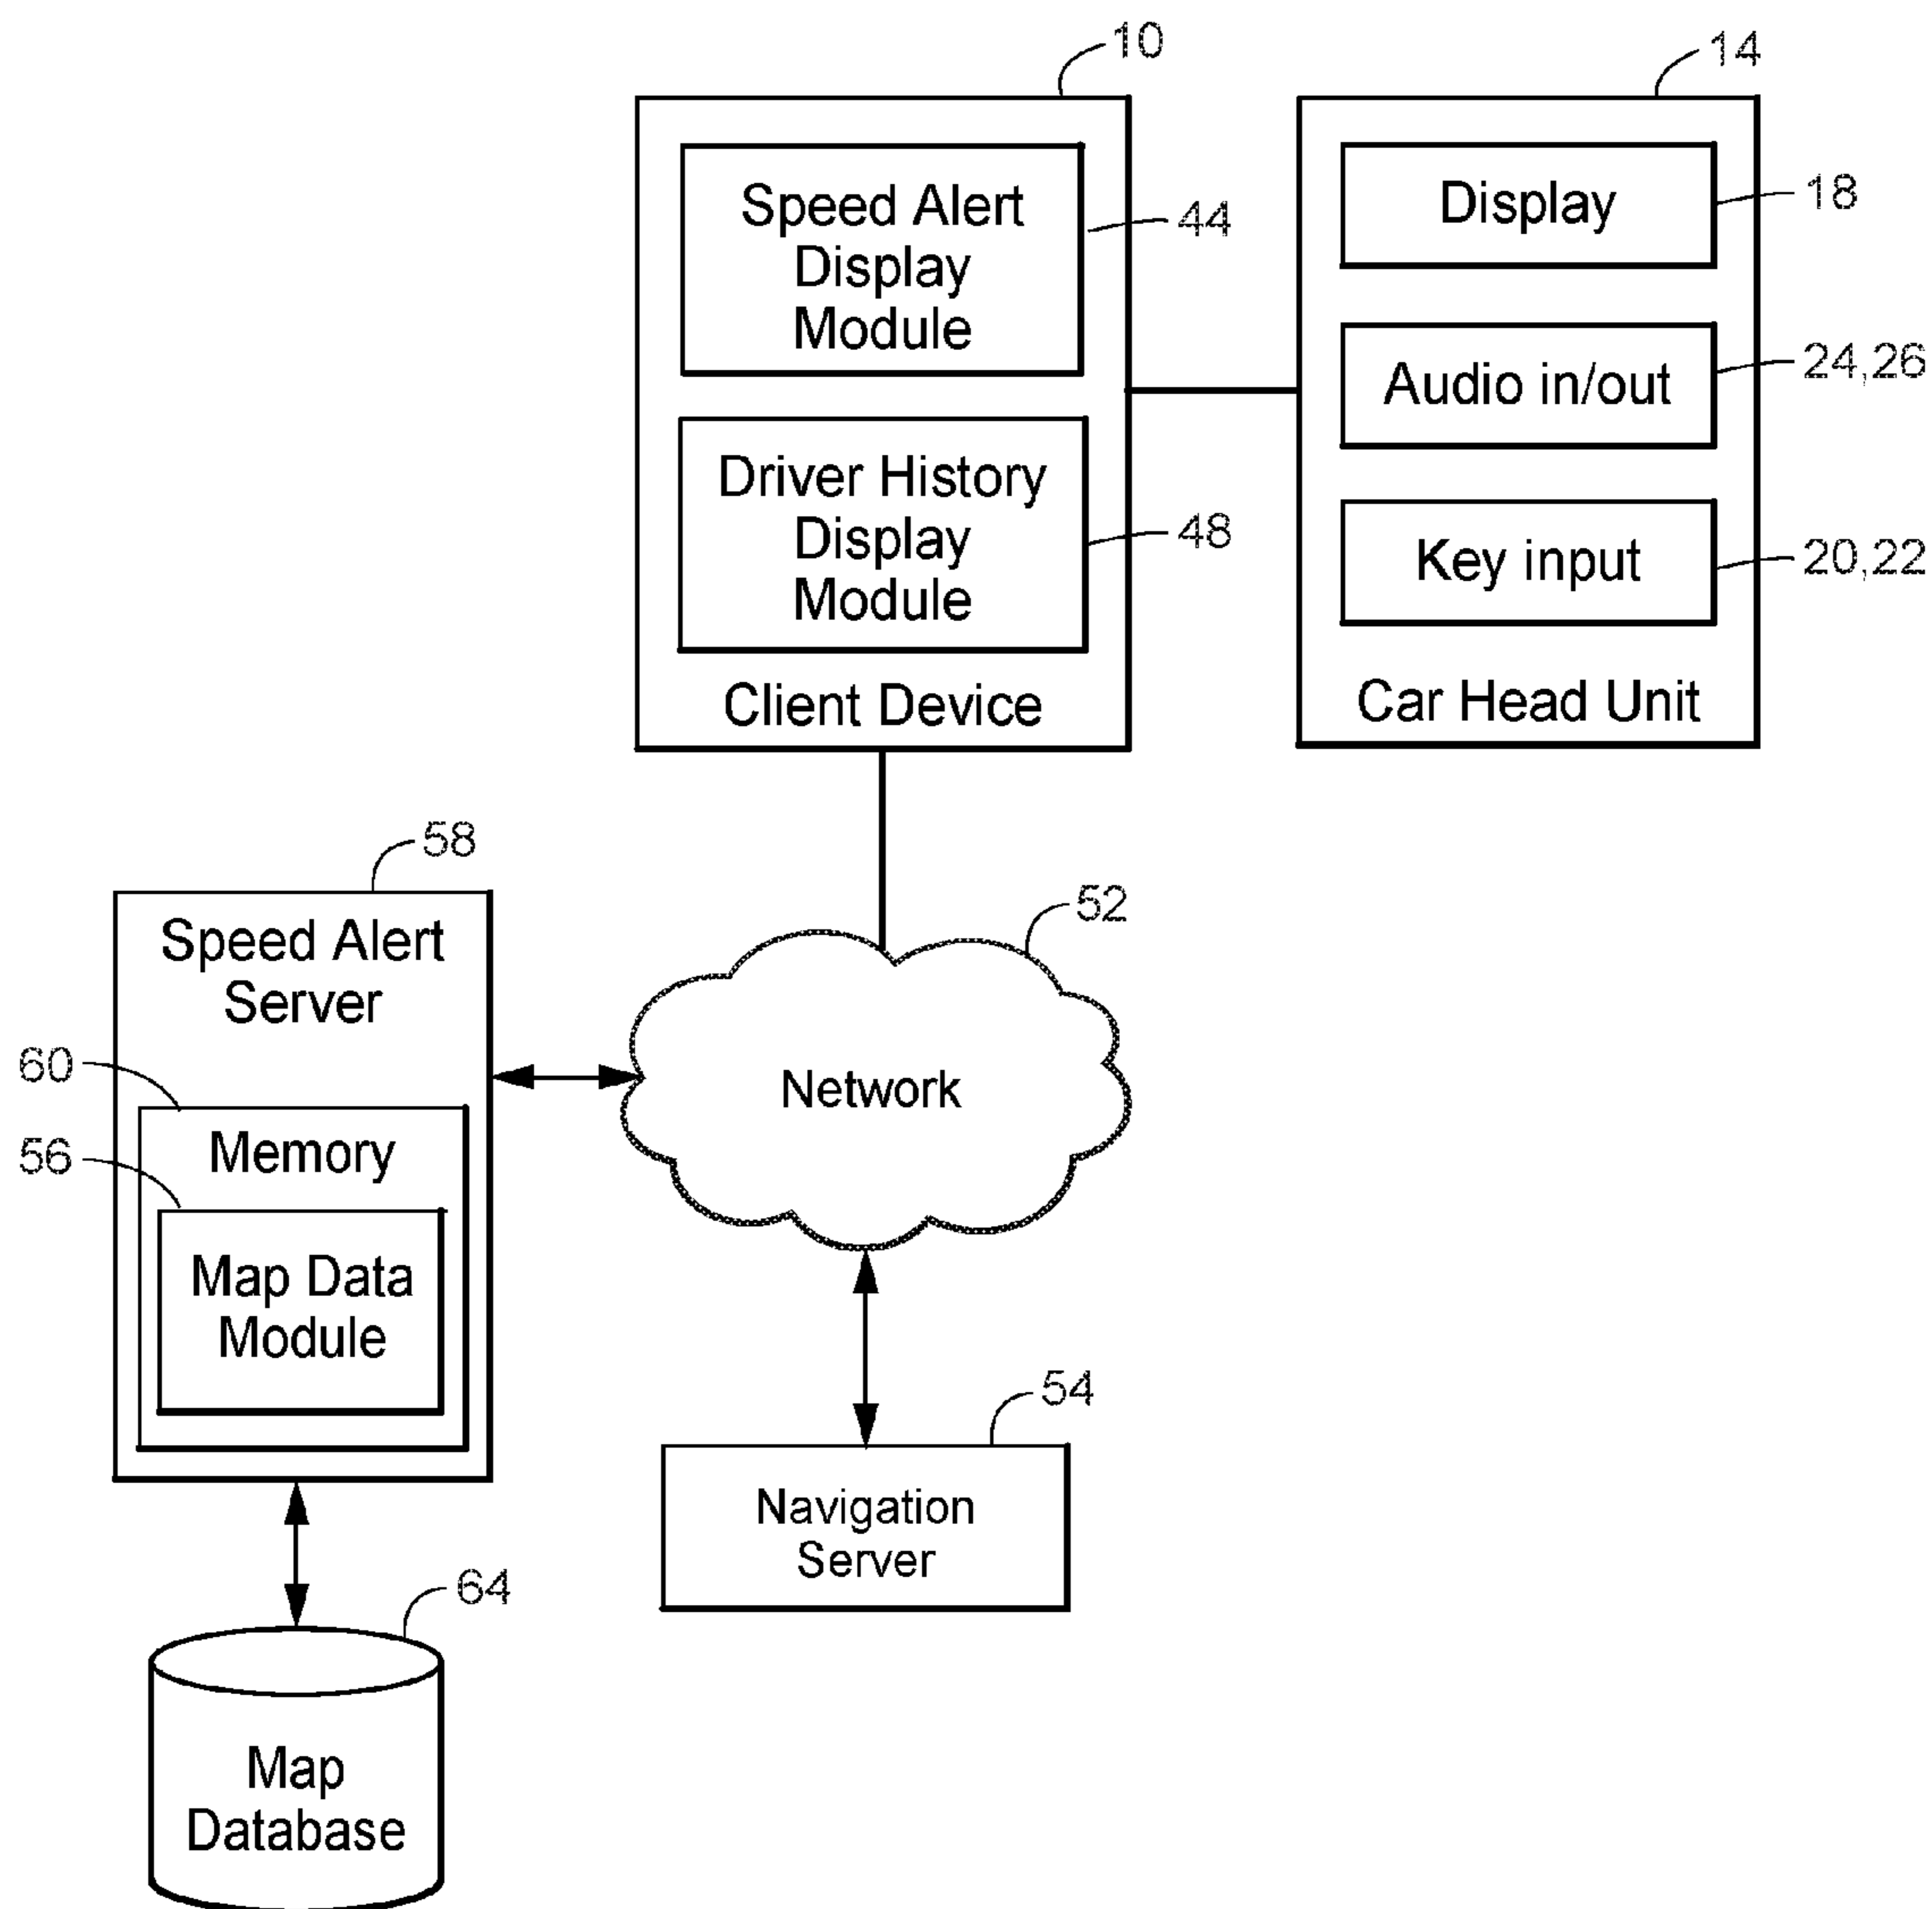 10
14
Speed Alert
Display
Module
44
Driver History
Display
Module
48
Client Device
Display
18
Audio in/out
24,26
Key input
20,22
Car Head Unit
58
Speed Alert
Server
60
Memory
56
Map Data
Module
52
Network
54
Navigation
Server
64
Map
Database